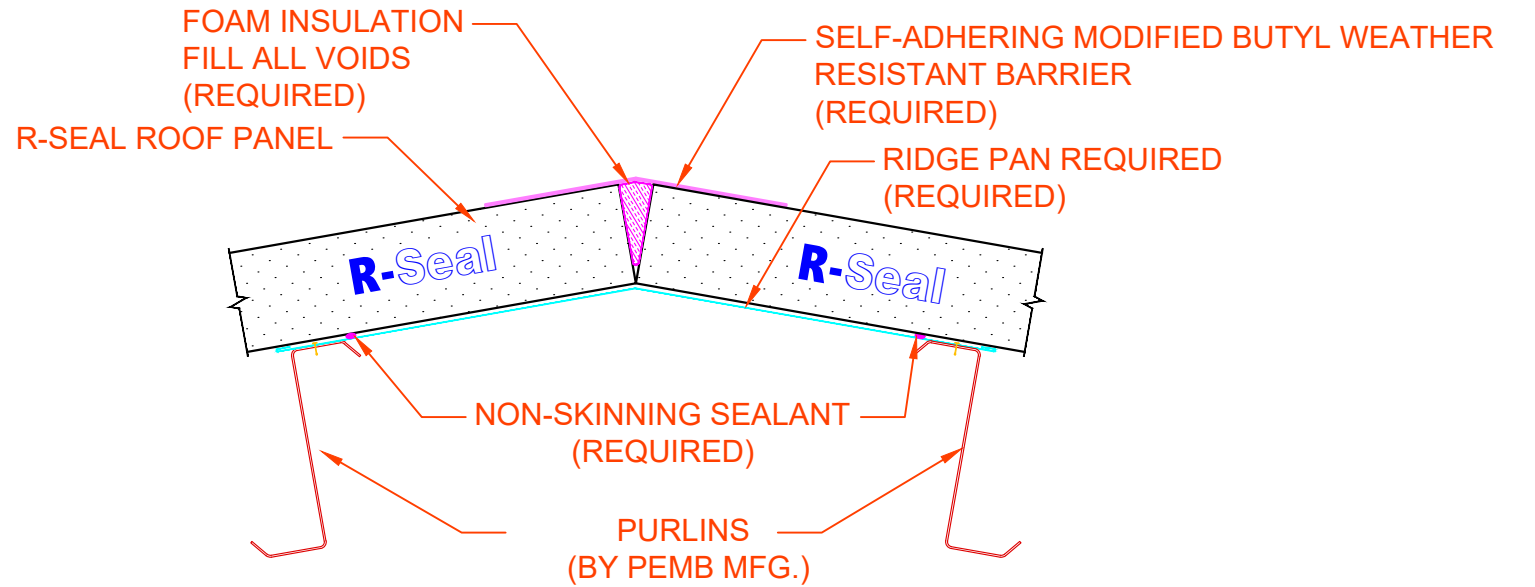 FOAM INSULATION
FILL ALL VOIDS
(REQUIRED)
SELF-ADHERING MODIFIED BUTYL WEATHER
RESISTANT BARRIER
(REQUIRED)
R-SEAL ROOF PANEL
RIDGE PAN REQUIRED
(REQUIRED)
R-Seal
R-Seal
NON-SKINNING SEALANT
(REQUIRED)
PURLINS
(BY PEMB MFG.)